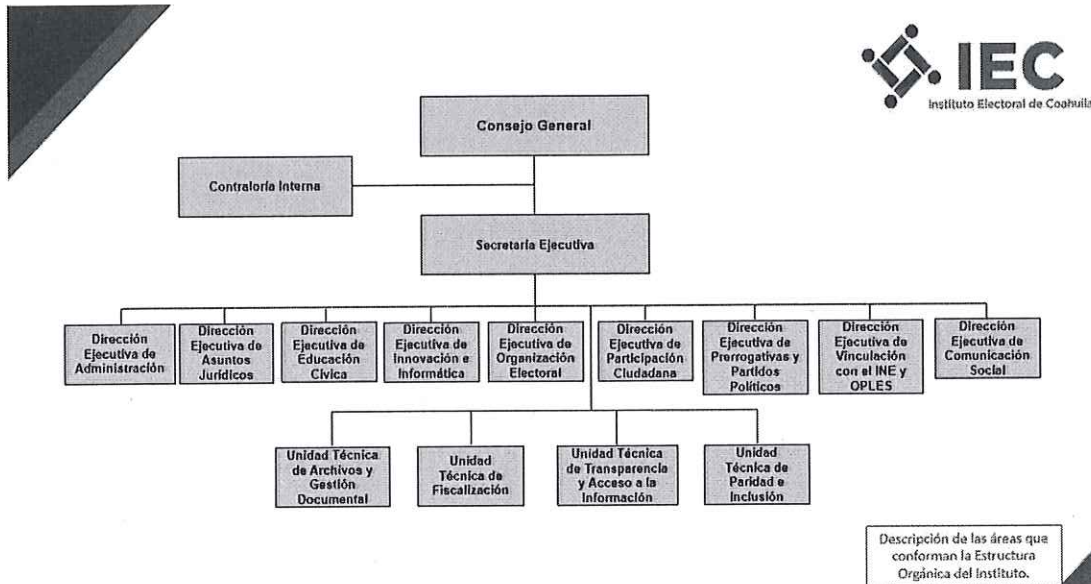 IEC
Instituto Electoral de Coahuila
Consejo General
Contraloría Interna
Secretaría Ejecutiva
Dirección
Ejecutiva de
Administración
Dirección
Ejecutiva de
Asuntos
Jurídicos
Dirección
Ejecutiva de
Educación
Cívica
Dirección
Ejecutiva de
Innovación e
Informática
Dirección
Ejecutiva de
Organización
Electoral
Dirección
Ejecutiva de
Participación
Ciudadana
Dirección
Ejecutiva de
Prerrogativas y
Partidos
Políticos
Dirección
Ejecutiva de
Vinculación
con el INE y
OPLES
Dirección
Ejecutiva de
Comunicación
Social
Unidad Técnica
de Archivos y
Gestión
Documental
Unidad
Técnica de
Fiscalización
Unidad Técnica
de Transparencia
y Acceso a la
Información
Unidad
Técnica de
Paridad e
Inclusión
Descripción de las áreas que
conforman la Estructura
Orgánica del Instituto.